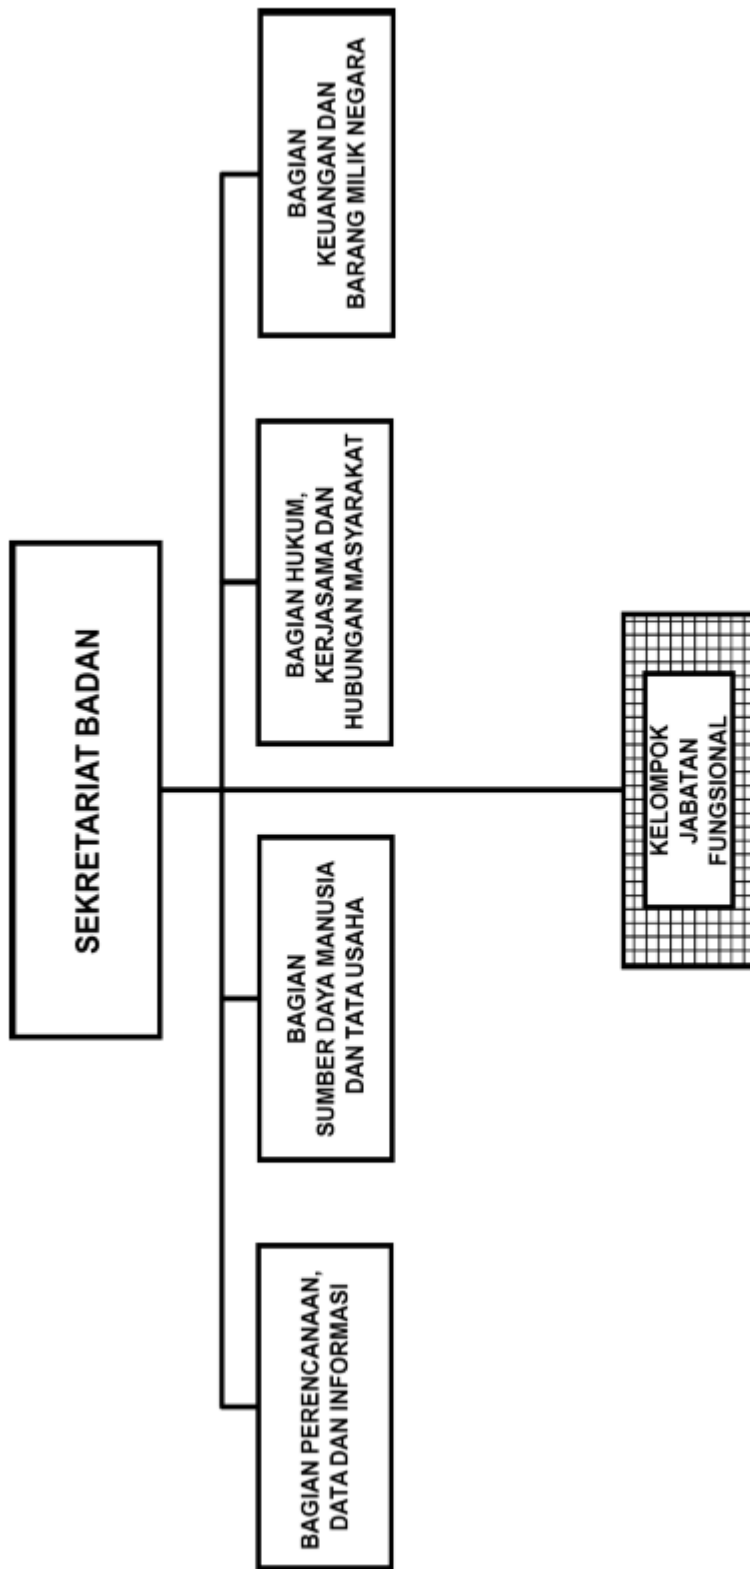 SEKRETARIAT BADAN
BAGIAN PERENCANAAN,
DATA DAN INFORMASI
BAGIAN
SUMBER DAYA MANUSIA
DAN TATA USAHA
BAGIAN HUKUM,
KERJASAMA DAN
HUBUNGAN MASYARAKAT
BAGIAN
KEUANGAN DAN
BARANG MILIK NEGARA
KELOMPOK
JABATAN
FUNGSIONAL